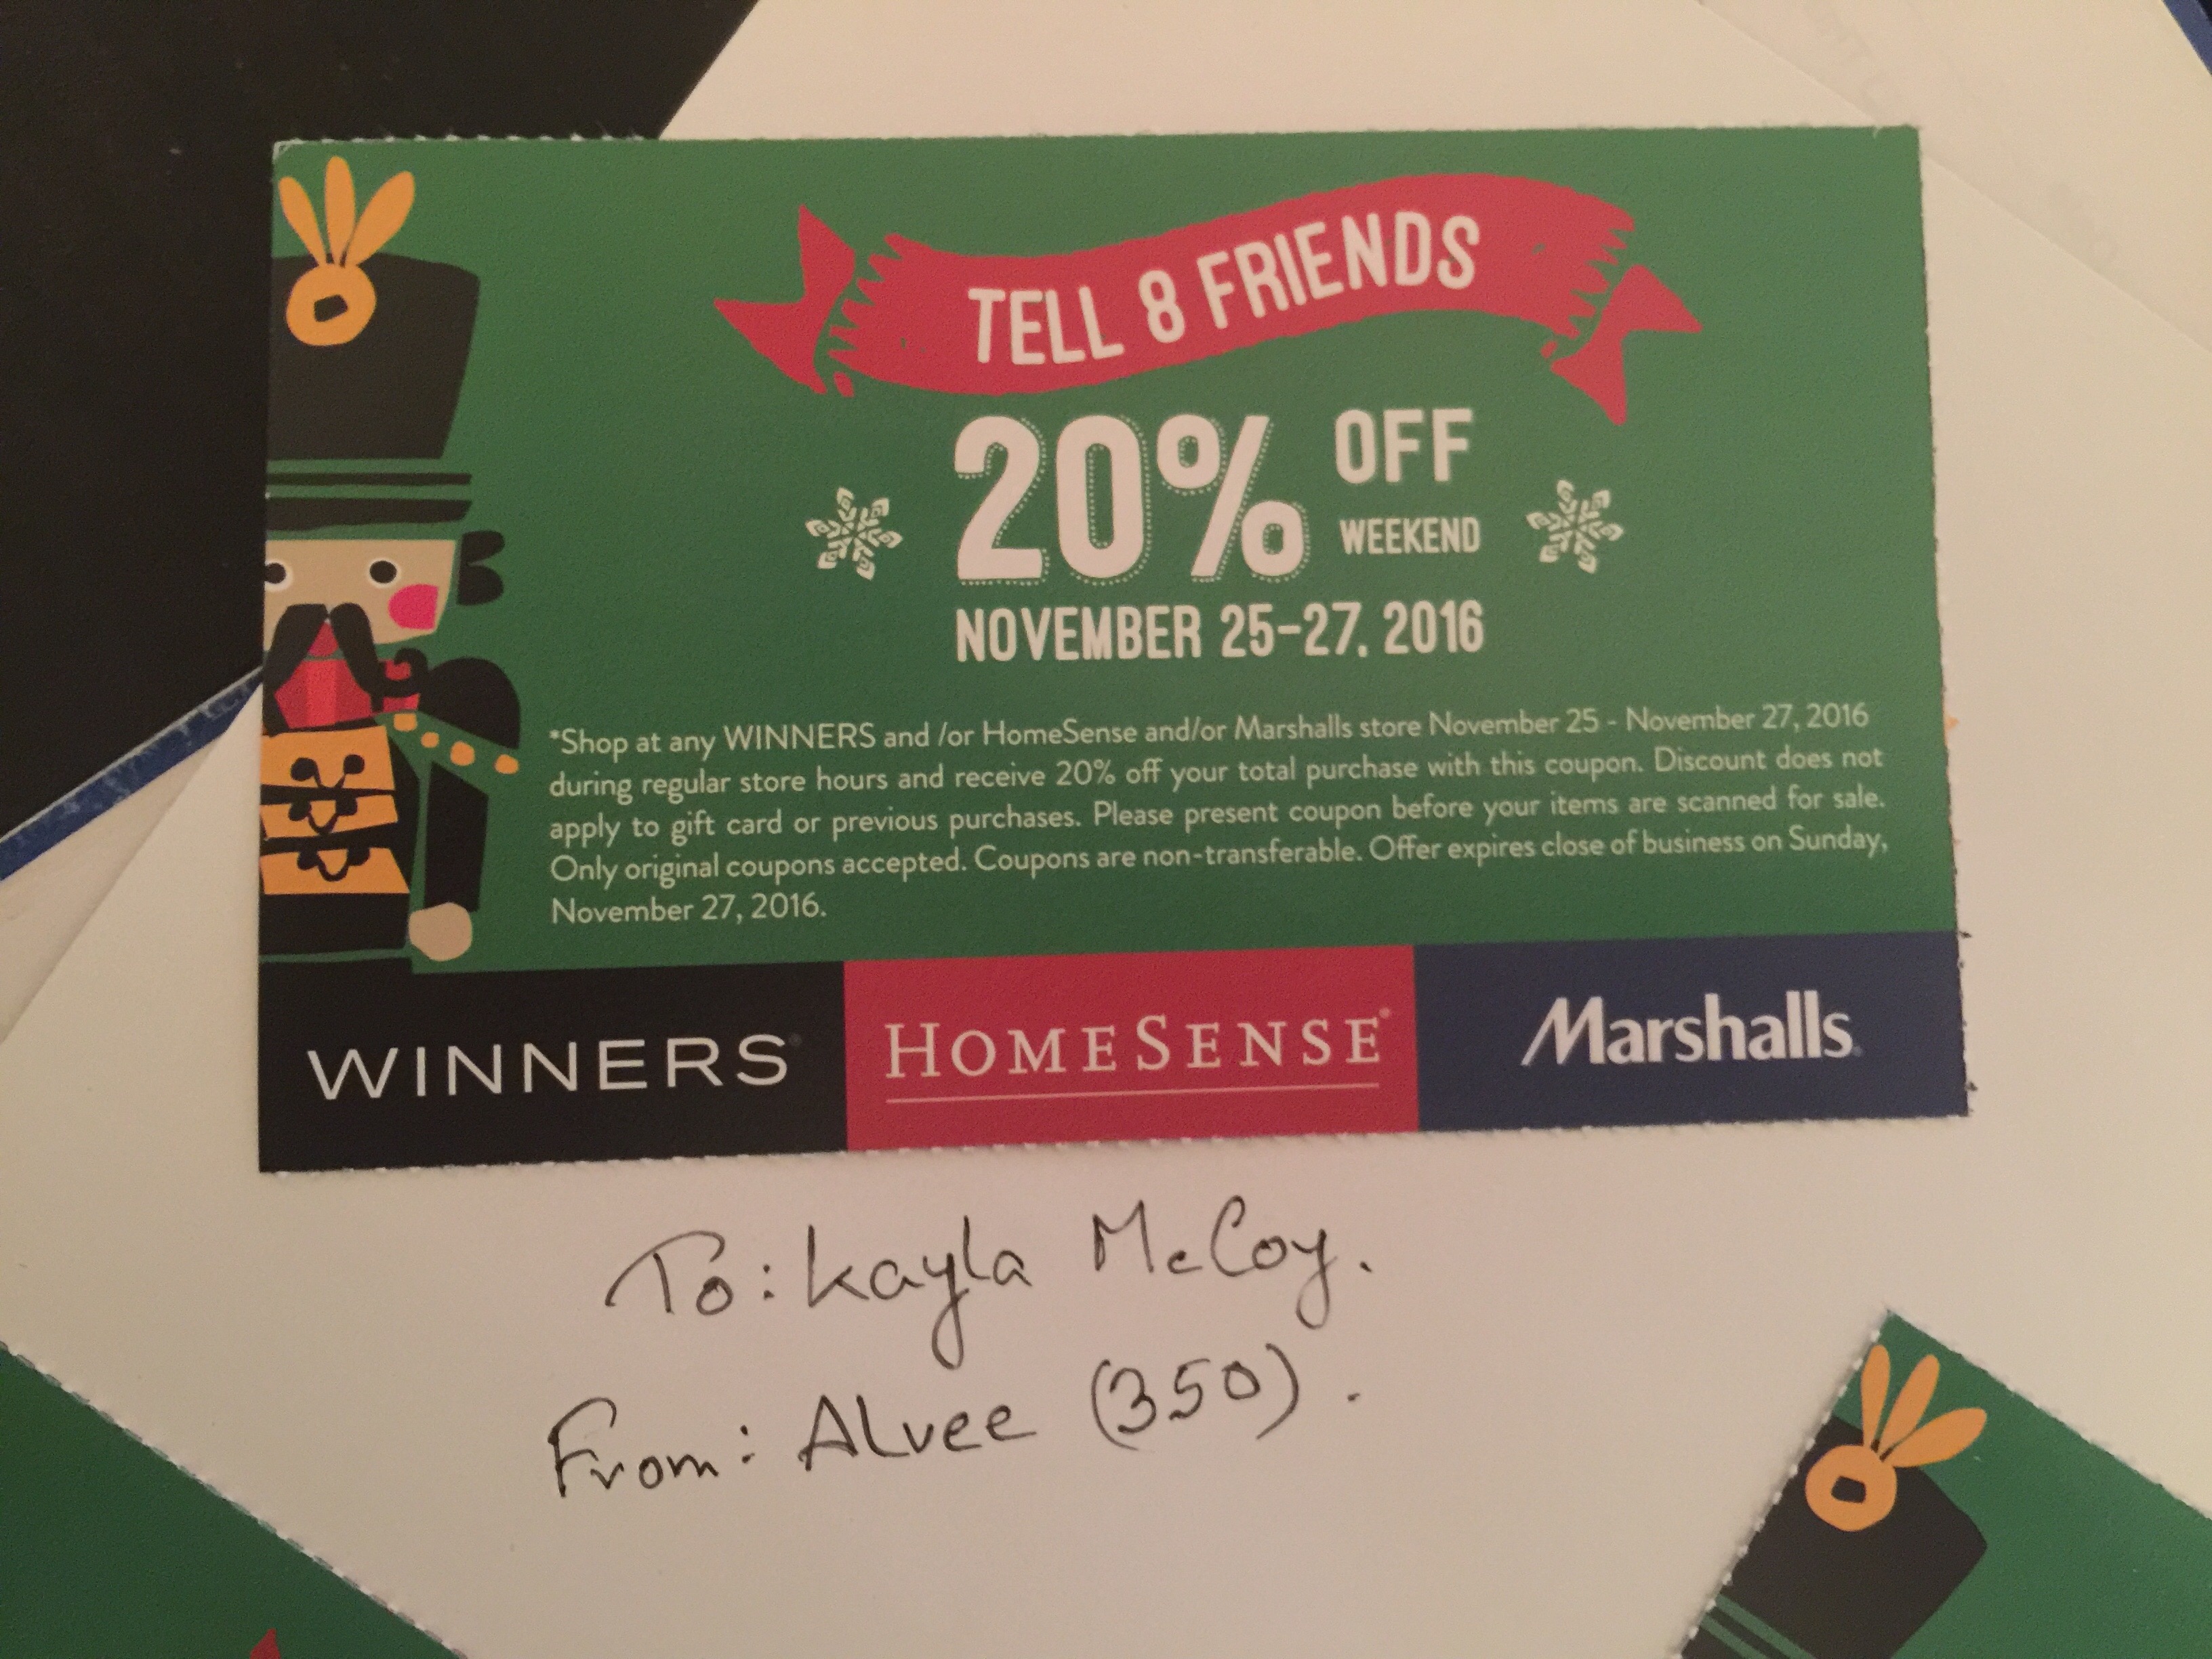 TELL 8 FRIENDS
20% OFF
WEEKEND
NOVEMBER 25-27, 2016
*Shop at any WINNERS and /or HomeSense and/or Marshalls store November 25 - November 27, 2016
during regular store hours and receive 20% off your total purchase with this coupon. Discount does not
apply to gift card or previous purchases. Please present coupon before your items are scanned for sale.
Only original coupons accepted. Coupons are non-transferable. Offer expires close of business on Sunday,
November 27, 2016.
WINNERS® HOMESENSE® Marshalls®
To: Kayla McCoy.
From: ALvee (350).